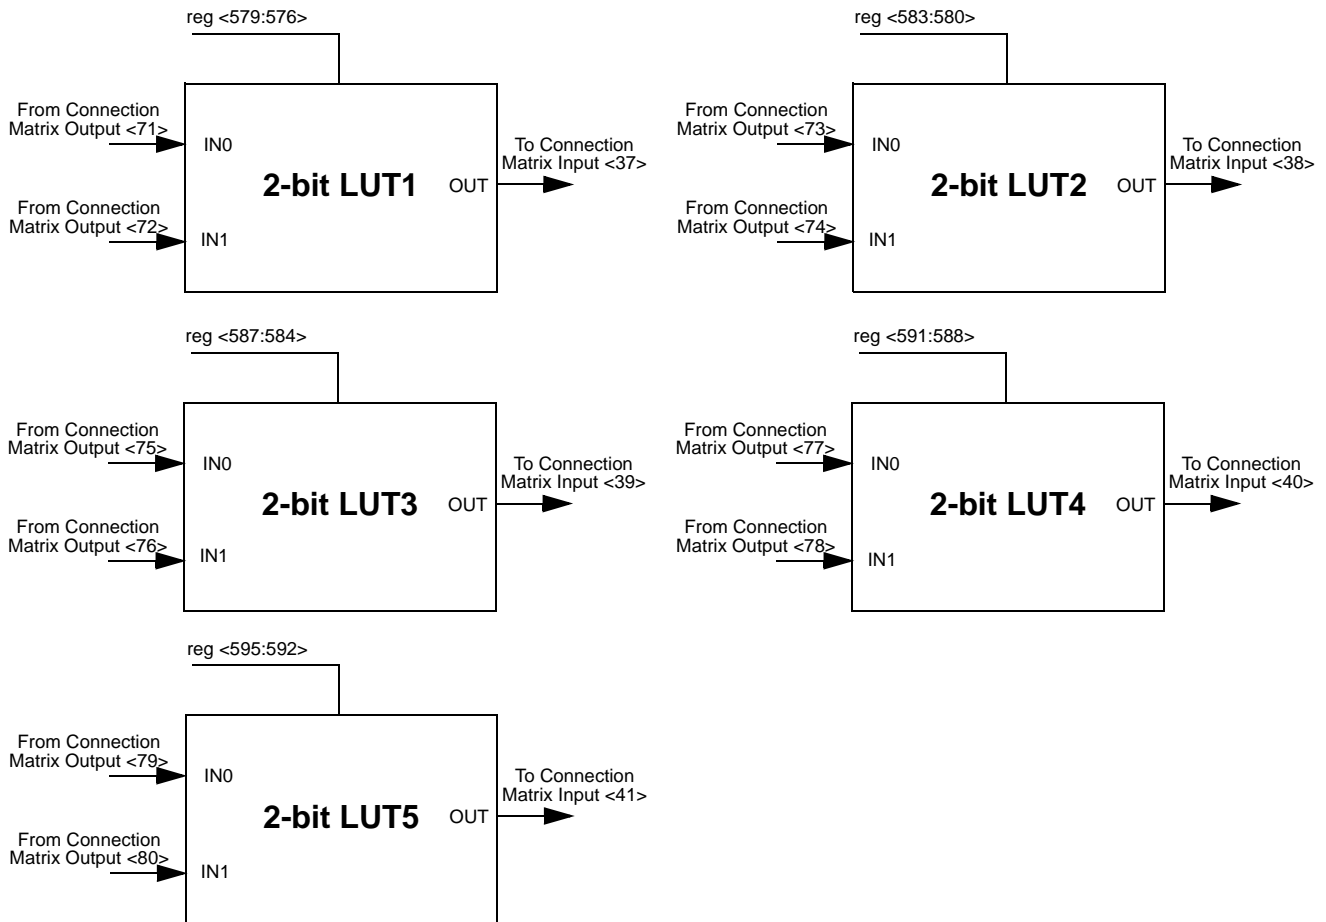 reg <579:576>
From Connection
Matrix Output <71>
IN0
2-bit LUT1
OUT
To Connection
Matrix Input <37>
From Connection
Matrix Output <72>
IN1
reg <583:580>
From Connection
Matrix Output <73>
IN0
2-bit LUT2
OUT
To Connection
Matrix Input <38>
From Connection
Matrix Output <74>
IN1
reg <587:584>
From Connection
Matrix Output <75>
IN0
2-bit LUT3
OUT
To Connection
Matrix Input <39>
From Connection
Matrix Output <76>
IN1
reg <591:588>
From Connection
Matrix Output <77>
IN0
2-bit LUT4
OUT
To Connection
Matrix Input <40>
From Connection
Matrix Output <78>
IN1
reg <595:592>
From Connection
Matrix Output <79>
IN0
2-bit LUT5
OUT
To Connection
Matrix Input <41>
From Connection
Matrix Output <80>
IN1